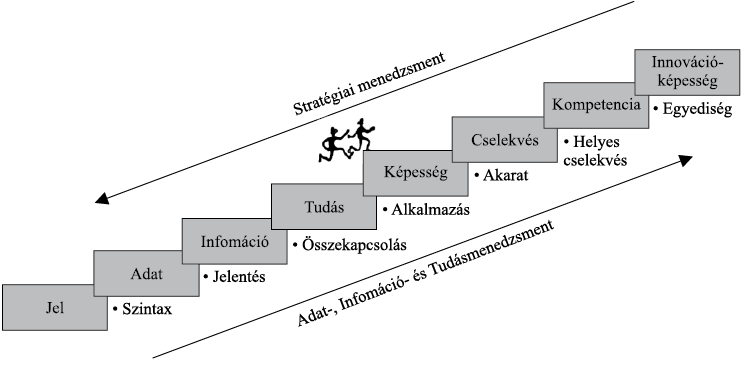 Stratégiai menedzsment
Innováció-
képesség
• Egyediség
Kompetencia
• Helyes
cselekvés
Cselekvés
• Akarat
Képesség
• Alkalmazás
Tudás
• Összekapcsolás
Infomáció
• Jelentés
Adat
• Szintax
Jel
Adat-, Infomáció- és Tudásmenedzsment